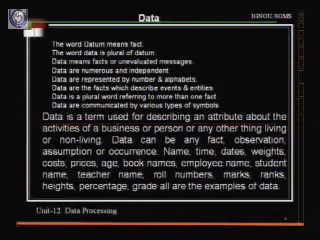 Data
IGNOU-SOMS
The word Datum means fact.
The word data is plural of datum.
Data means facts or unevaluated messages.
Data are numerous and independent
Data are represented by number & alphabets.
Data are the facts which describe events & entities
Data is a plural word referring to more than one fact
Data are communicated by various types of symbols
Data is a term used for describing an attribute about the
activities of a business or person or any other thing living
or non-living. Data can be any fact, observation,
assumption or occurrence. Name, time, dates, weights,
costs, prices, age, book names, employee name, student
name, teacher name, roll numbers, marks, ranks,
heights, percentage, grade all are the examples of data.
Unit-12 Data Processing